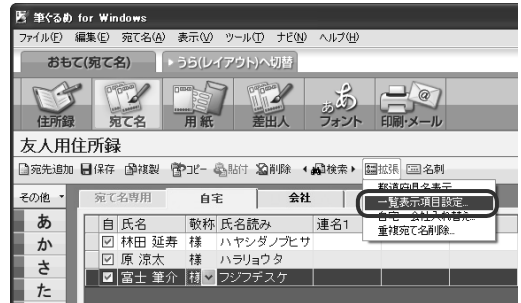 筆ぐるめ for Windows
ファイル(F) 編集(E) 宛て名(A) 表示(V) ツール(T) ナビ(N) ヘルプ(H)
おもて(宛て名) うら(レイアウト)へ切替
住所録 宛て名 用紙 差出人 フォント 印刷・メール
友人用住所録
宛先追加 保存 複製 コピー 貼付 削除 検索 拡張 名刺
都道府県名表示
その他 宛て名専用 自宅 会社 一覧表示項目設定...
自宅・会社入れ替え...
あ 自 氏名 敬称 氏名読み 連名1 重複宛て名削除...
か 林田 延寿 様 ハヤシダノブヒサ
さ 原 涼太 様 ハラリョウタ
た 富士 筆介 様 フジフデスケ